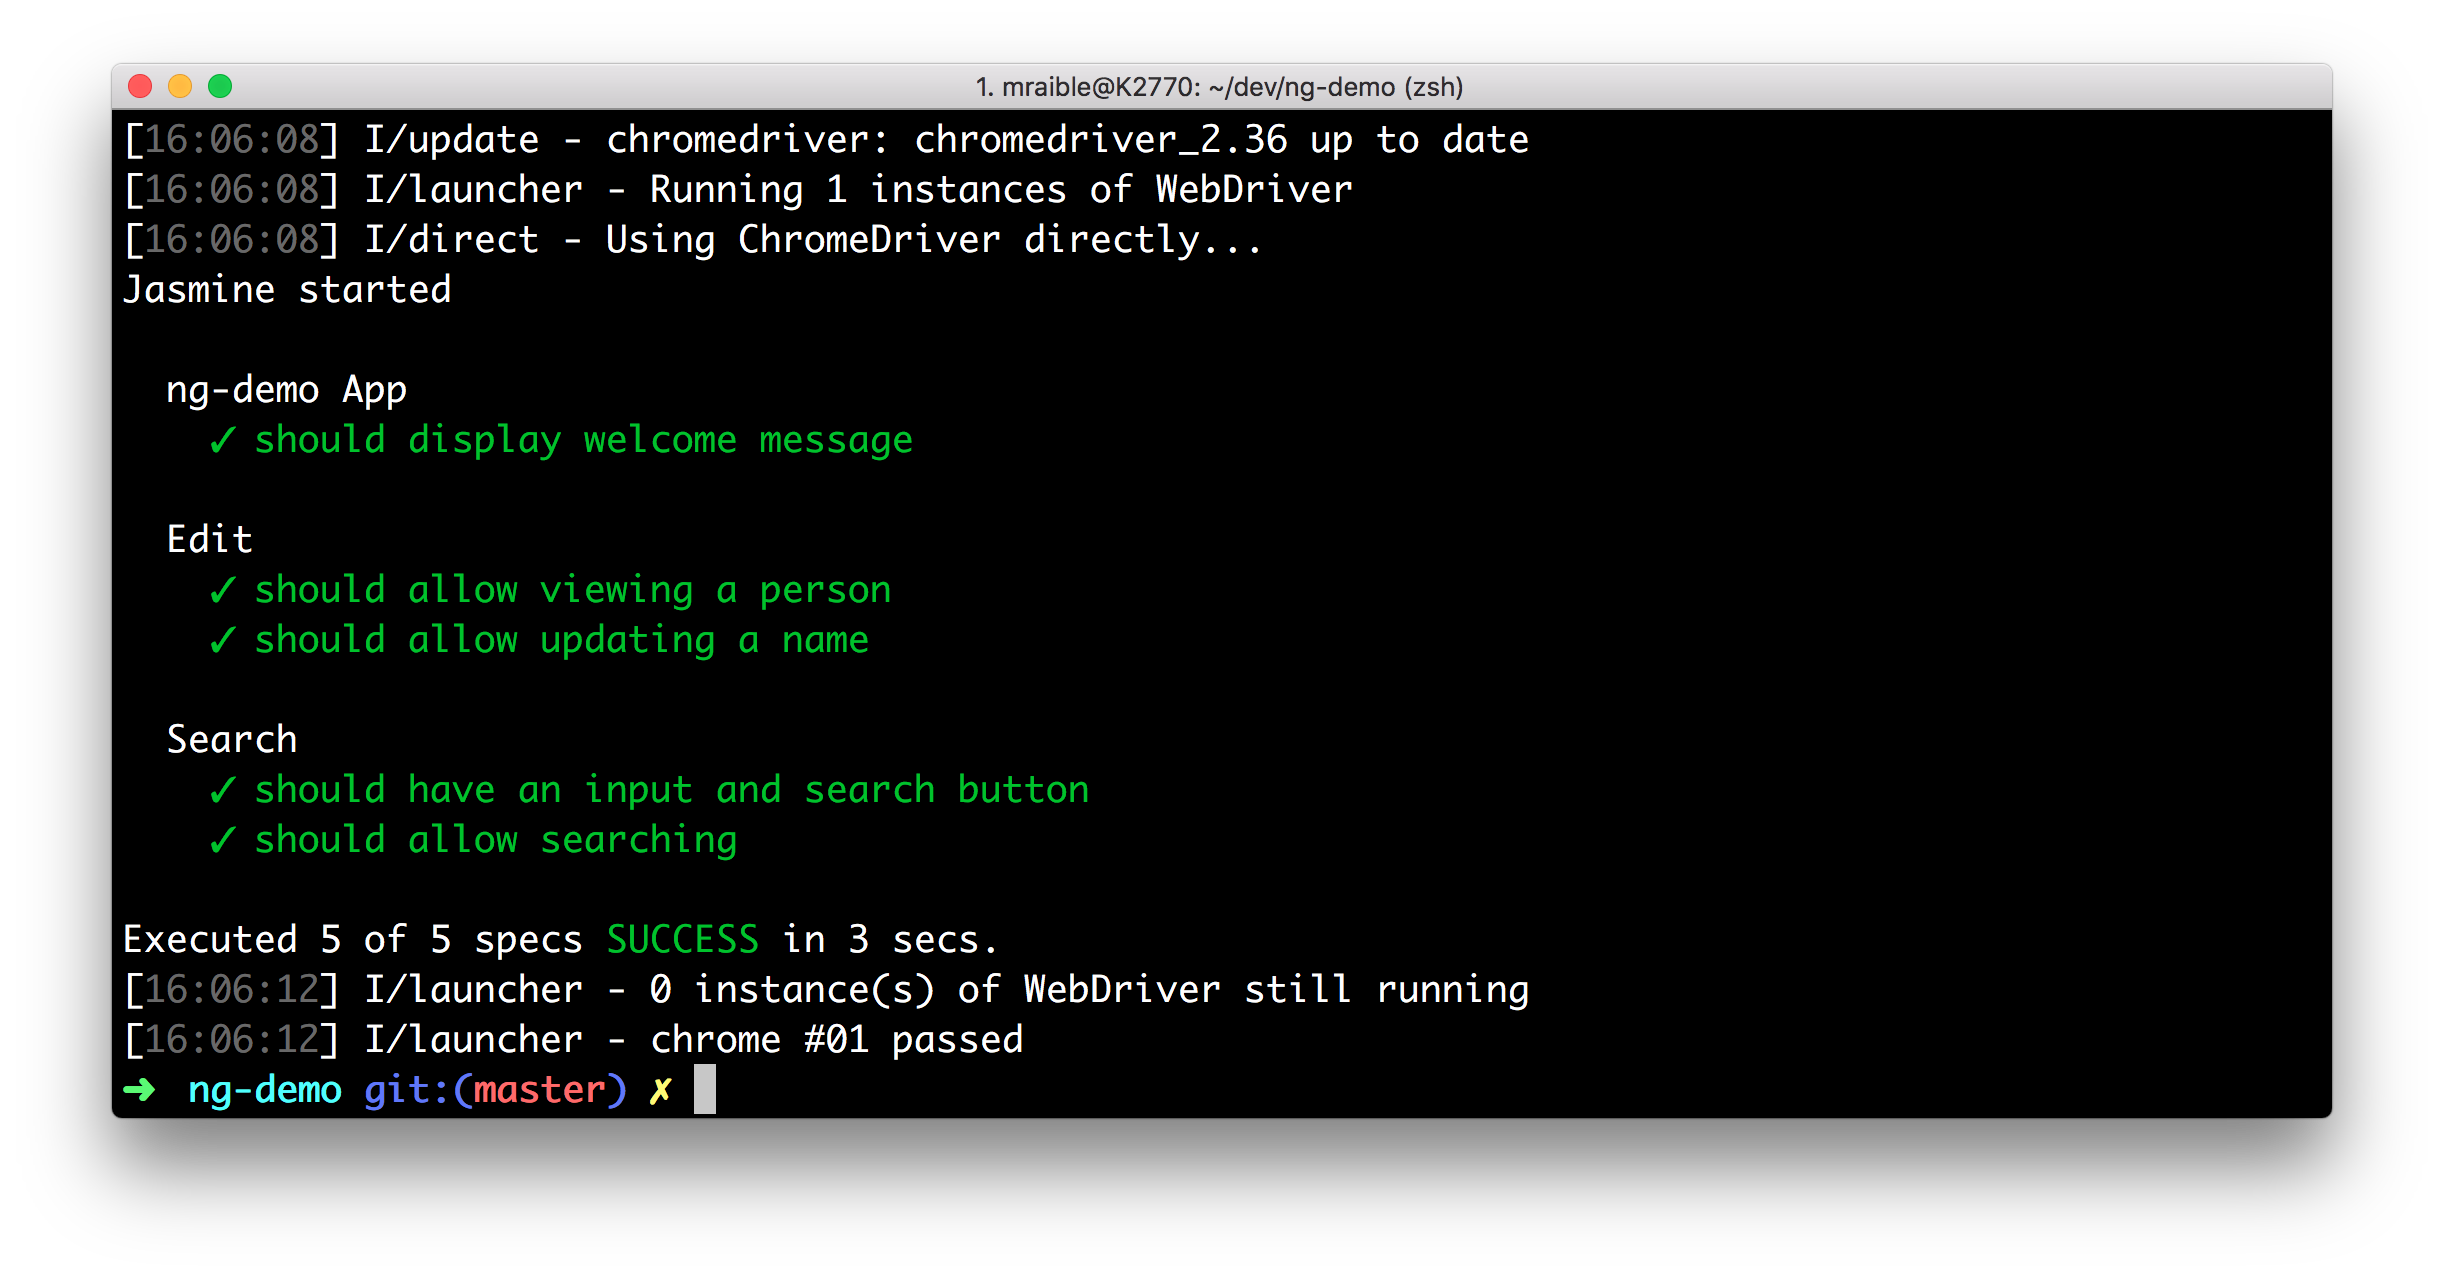 1. mraible@K2770: ~/dev/ng-demo (zsh)
[16:06:08] I/update - chromedriver: chromedriver_2.36 up to date
[16:06:08] I/launcher - Running 1 instances of WebDriver
[16:06:08] I/direct - Using ChromeDriver directly...
Jasmine started
ng-demo App
✓ should display welcome message
Edit
✓ should allow viewing a person
✓ should allow updating a name
Search
✓ should have an input and search button
✓ should allow searching
Executed 5 of 5 specs SUCCESS in 3 secs.
[16:06:12] I/launcher - 0 instance(s) of WebDriver still running
[16:06:12] I/launcher - chrome #01 passed
➜ ng-demo git:(master) ✗